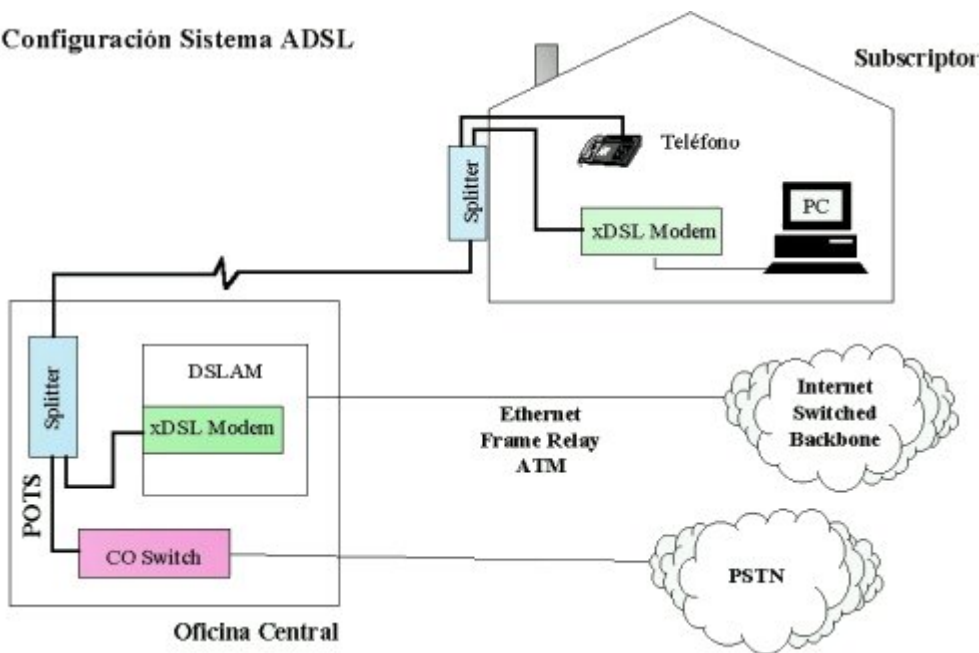 Configuración Sistema ADSL
Subscriptor
Teléfono
Splitter
PC
xDSL Modem
Splitter
DSLAM
xDSL Modem
POTS
CO Switch
Oficina Central
Ethernet
Frame Relay
ATM
Internet
Switched
Backbone
PSTN